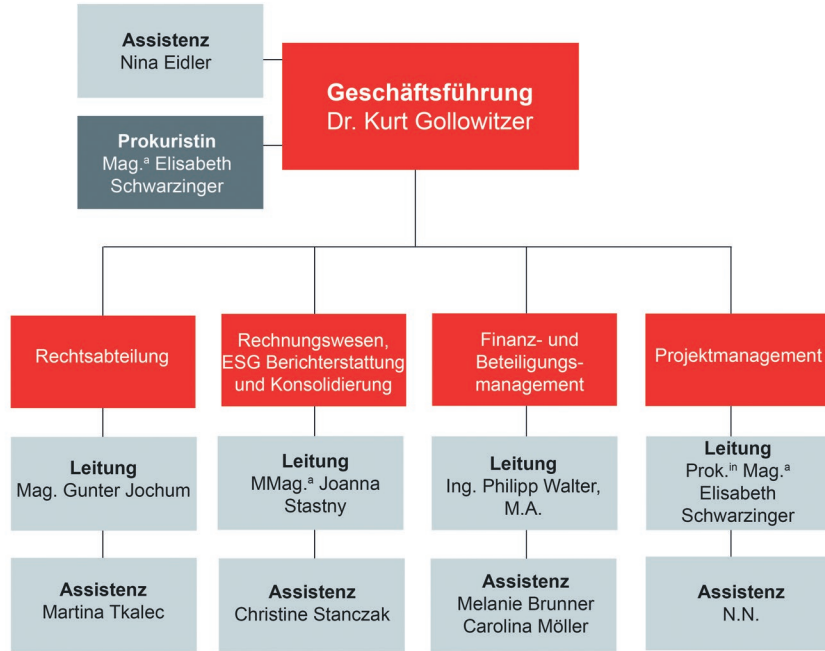 Assistenz
Nina Eidler
Geschäftsführung
Dr. Kurt Gollowitzer
Prokuristin
Mag.ª Elisabeth
Schwarzinger
Rechtsabteilung
Rechnungswesen,
ESG Berichterstattung
und Konsolidierung
Finanz- und
Beteiligungs-
management
Projektmanagement
Leitung
Mag. Gunter Jochum
Leitung
MMag.ª Joanna
Stastny
Leitung
Ing. Philipp Walter,
M.A.
Leitung
Prok.ⁱⁿ Mag.ª
Elisabeth
Schwarzinger
Assistenz
Martina Tkalec
Assistenz
Christine Stanczak
Assistenz
Melanie Brunner
Carolina Möller
Assistenz
N.N.